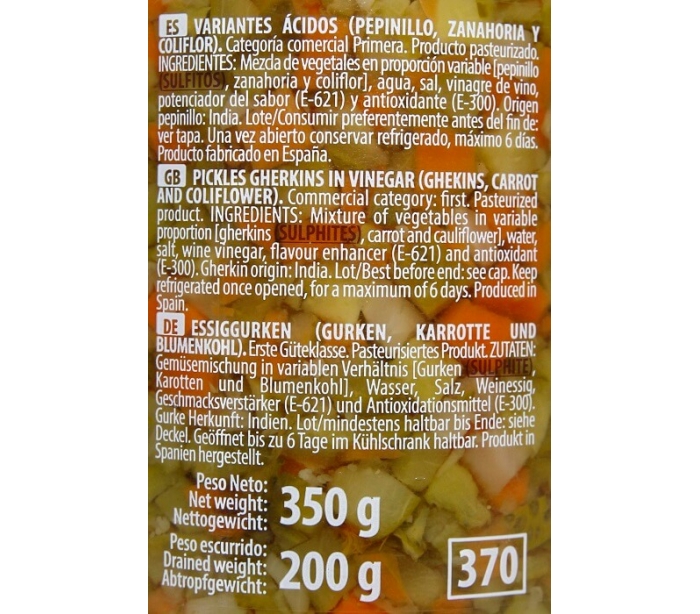 ES VARIANTES ÁCIDOS (PEPINILLO, ZANAHORIA Y
COLIFLOR). Categoría comercial Primera. Producto pasteurizado.
INGREDIENTES: Mezcla de vegetales en proporción variable [pepinillo
(SULFITOS), zanahoria y coliflor], agua, sal, vinagre de vino,
potenciador del sabor (E-621) y antioxidante (E-300). Origen
pepinillo: India. Lote/Consumir preferentemente antes del fin de:
ver tapa. Una vez abierto conservar refrigerado, máximo 6 días.
Producto fabricado en España.
GB PICKLES GHERKINS IN VINEGAR (GHEKINS, CARROT
AND COLIFLOWER). Commercial category: first. Pasteurized
product. INGREDIENTS: Mixture of vegetables in variable
proportion [gherkins (SULPHITES), carrot and cauliflower], water,
salt, wine vinegar, flavour enhancer (E-621) and antioxidant
(E-300). Gherkin origin: India. Lot/Best before end: see cap. Keep
refrigerated once opened, for a maximum of 6 days. Produced in
Spain.
DE ESSIGGURKEN (GURKEN, KARROTTE UND
BLUMENKOHL). Erste Güteklasse. Pasteurisiertes Produkt. ZUTATEN:
Gemüsemischung in variablen Verhältnis [Gurken (SULPHITE),
Karotten und Blumenkohl], Wasser, Salz, Weinessig,
Geschmacksverstärker (E-621) und Antioxidationsmittel (E-300).
Gurke Herkunft: Indien. Lot/mindestens haltbar bis Ende: siehe
Deckel. Geöffnet bis zu 6 Tage im Kühlschrank haltbar. Produkt in
Spanien hergestellt.
Peso Neto:
Net weight:
Nettogewicht:
350 g
Peso escurrido:
Drained weight:
Abtropfgewicht:
200 g
370